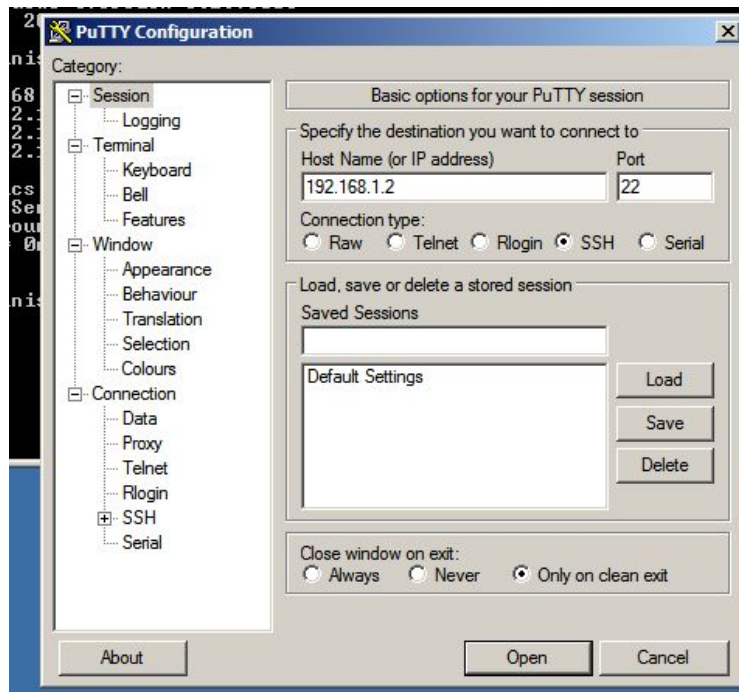 PuTTY Configuration
Category:
Session
Logging
Terminal
Keyboard
Bell
Features
Window
Appearance
Behaviour
Translation
Selection
Colours
Connection
Data
Proxy
Telnet
Rlogin
SSH
Serial
Basic options for your PuTTY session
Specify the destination you want to connect to
Host Name (or IP address) Port
192.168.1.2 22
Connection type:
Raw Telnet Rlogin SSH Serial
Load, save or delete a stored session
Saved Sessions
Default Settings
Load
Save
Delete
Close window on exit:
Always Never Only on clean exit
About Open Cancel